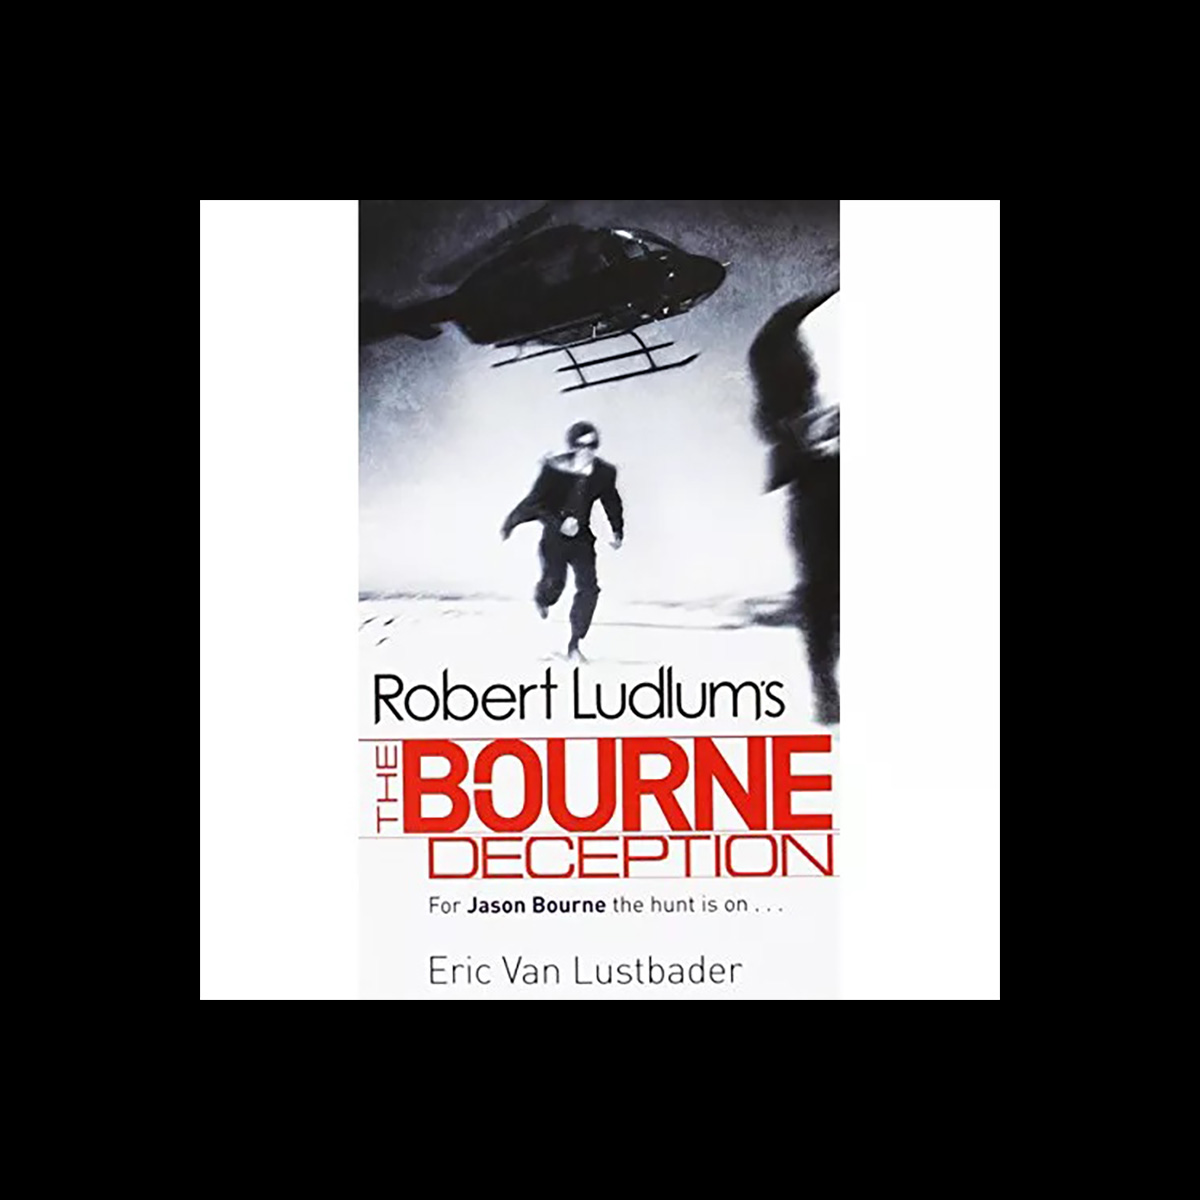 Robert Ludlum's
THE BOURNE
DECEPTION
For Jason Bourne the hunt is on . . .
Eric Van Lustbader